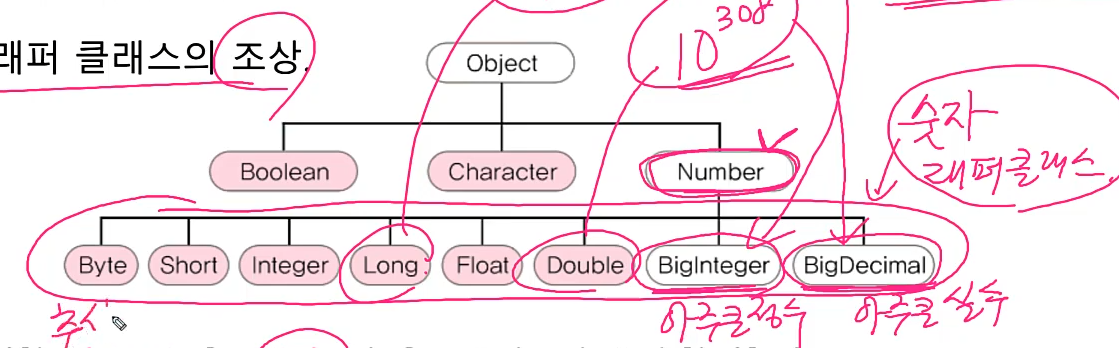 래퍼 클래스의 조상.
10^308
Object
숫자
래퍼클래스.
Boolean Character Number
Byte Short Integer Long Float Double BigInteger BigDecimal
아주큰정수 아주큰 실수